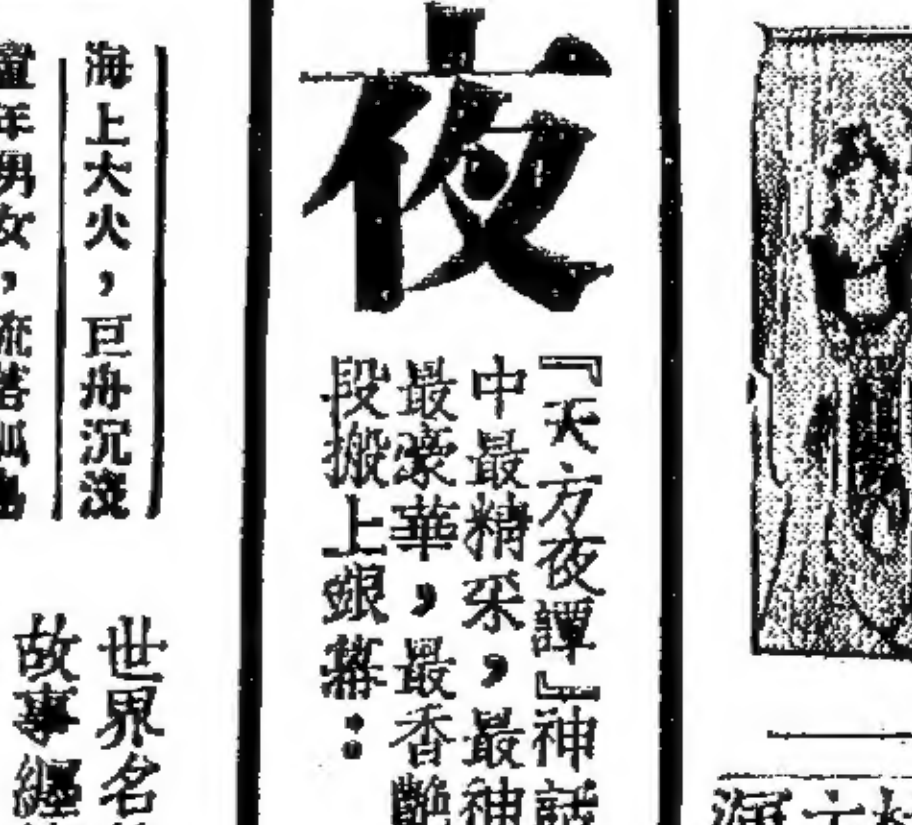 夜
『天方夜譚』神話
中最精采，最神
最豪華，最香艷
段搬上銀幕：
海上大火，巨舟沉沒
童年男女，流落孤島
世界名
故事經